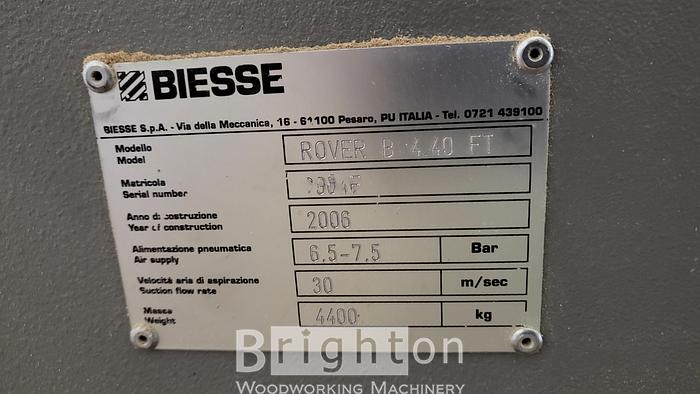 BIESSE
BIESSE S.p.A. - Via della Meccanica, 16 - 61100 Pesaro, PU ITALIA - Tel. 0721 439100
Modello
Model
ROVER B 4.40 FT
Matricola
Serial number
Anno di costruzione
Year of construction
2006
Alimentazione pneumatica
Air supply
6.5-7.5
Bar
Velocità aria di aspirazione
Suction flow rate
30
m/sec
Massa
Weight
4400
kg
Brighton
WOODWORKING MACHINERY